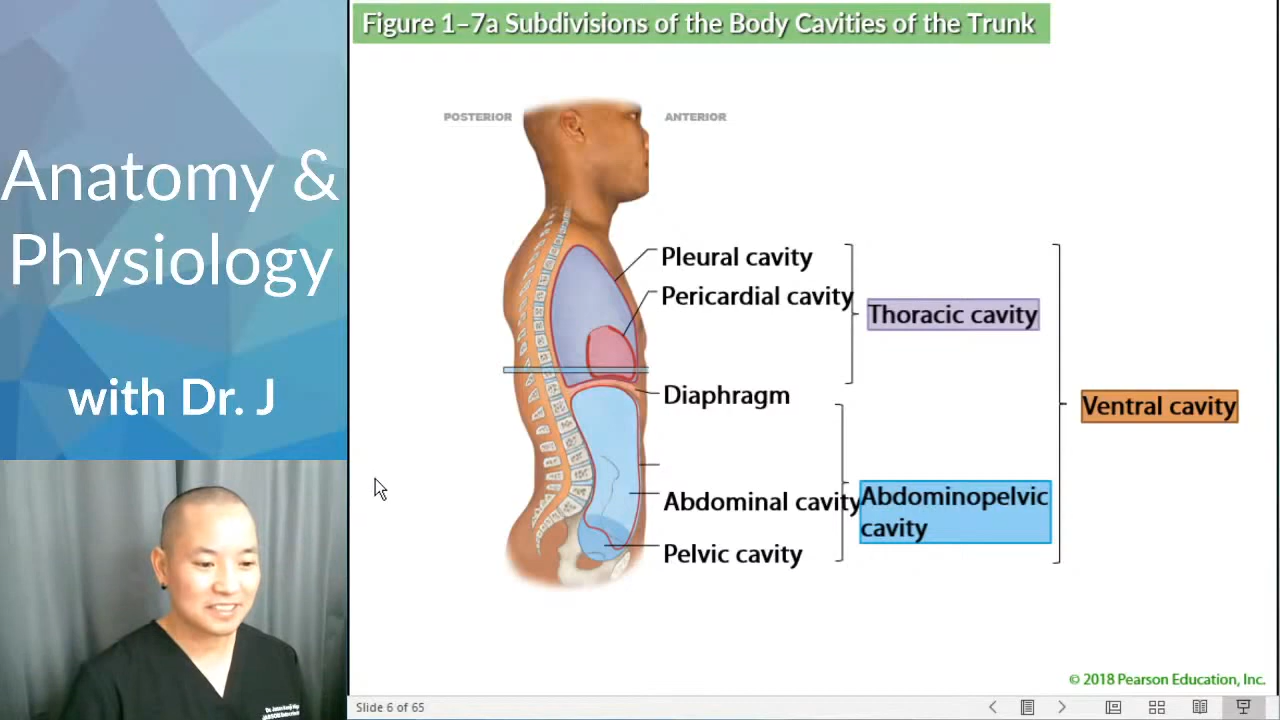 Anatomy &
Physiology
with Dr. J
Figure 1–7a Subdivisions of the Body Cavities of the Trunk
POSTERIOR
ANTERIOR
Pleural cavity
Pericardial cavity
Thoracic cavity
Diaphragm
Ventral cavity
Abdominal cavity
Abdominopelvic
cavity
Pelvic cavity
© 2018 Pearson Education, Inc.
Slide 6 of 65